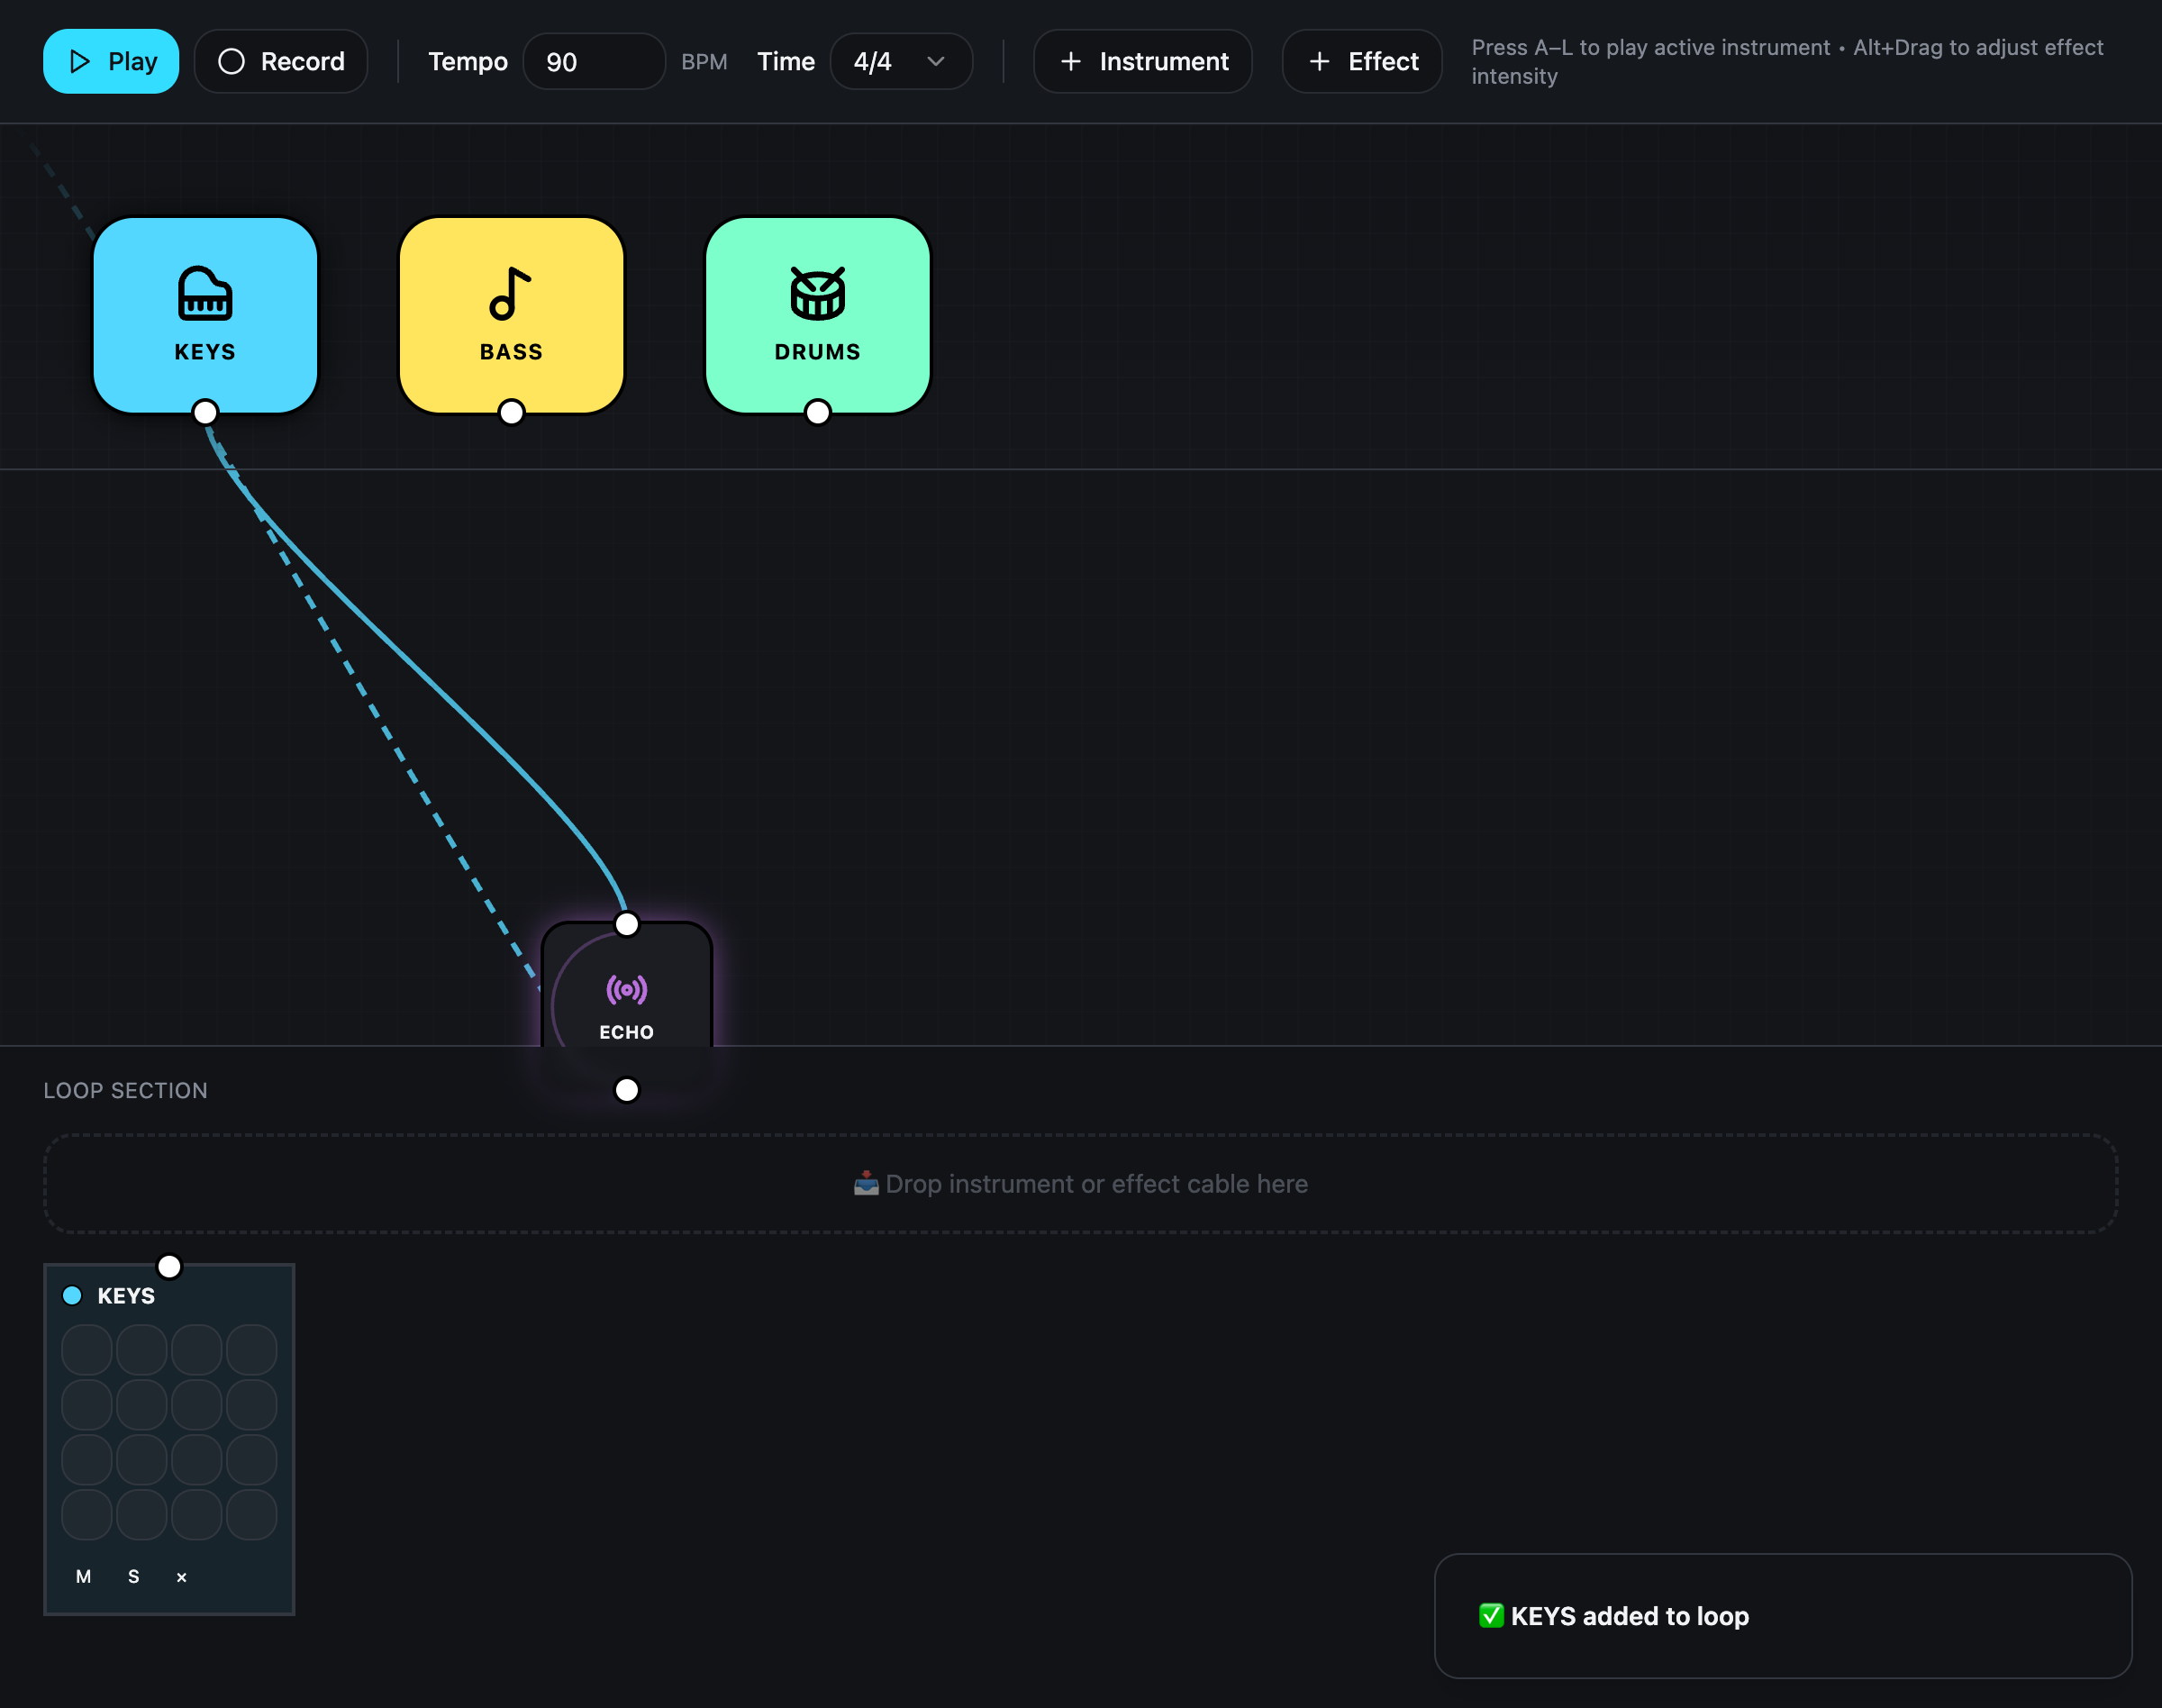 Play
Record
Tempo
90
BPM
Time
4/4
Instrument
Effect
Press A–L to play active instrument • Alt+Drag to adjust effect
intensity
KEYS
BASS
DRUMS
ECHO
LOOP SECTION
Drop instrument or effect cable here
KEYS
M S ×
✅ KEYS added to loop